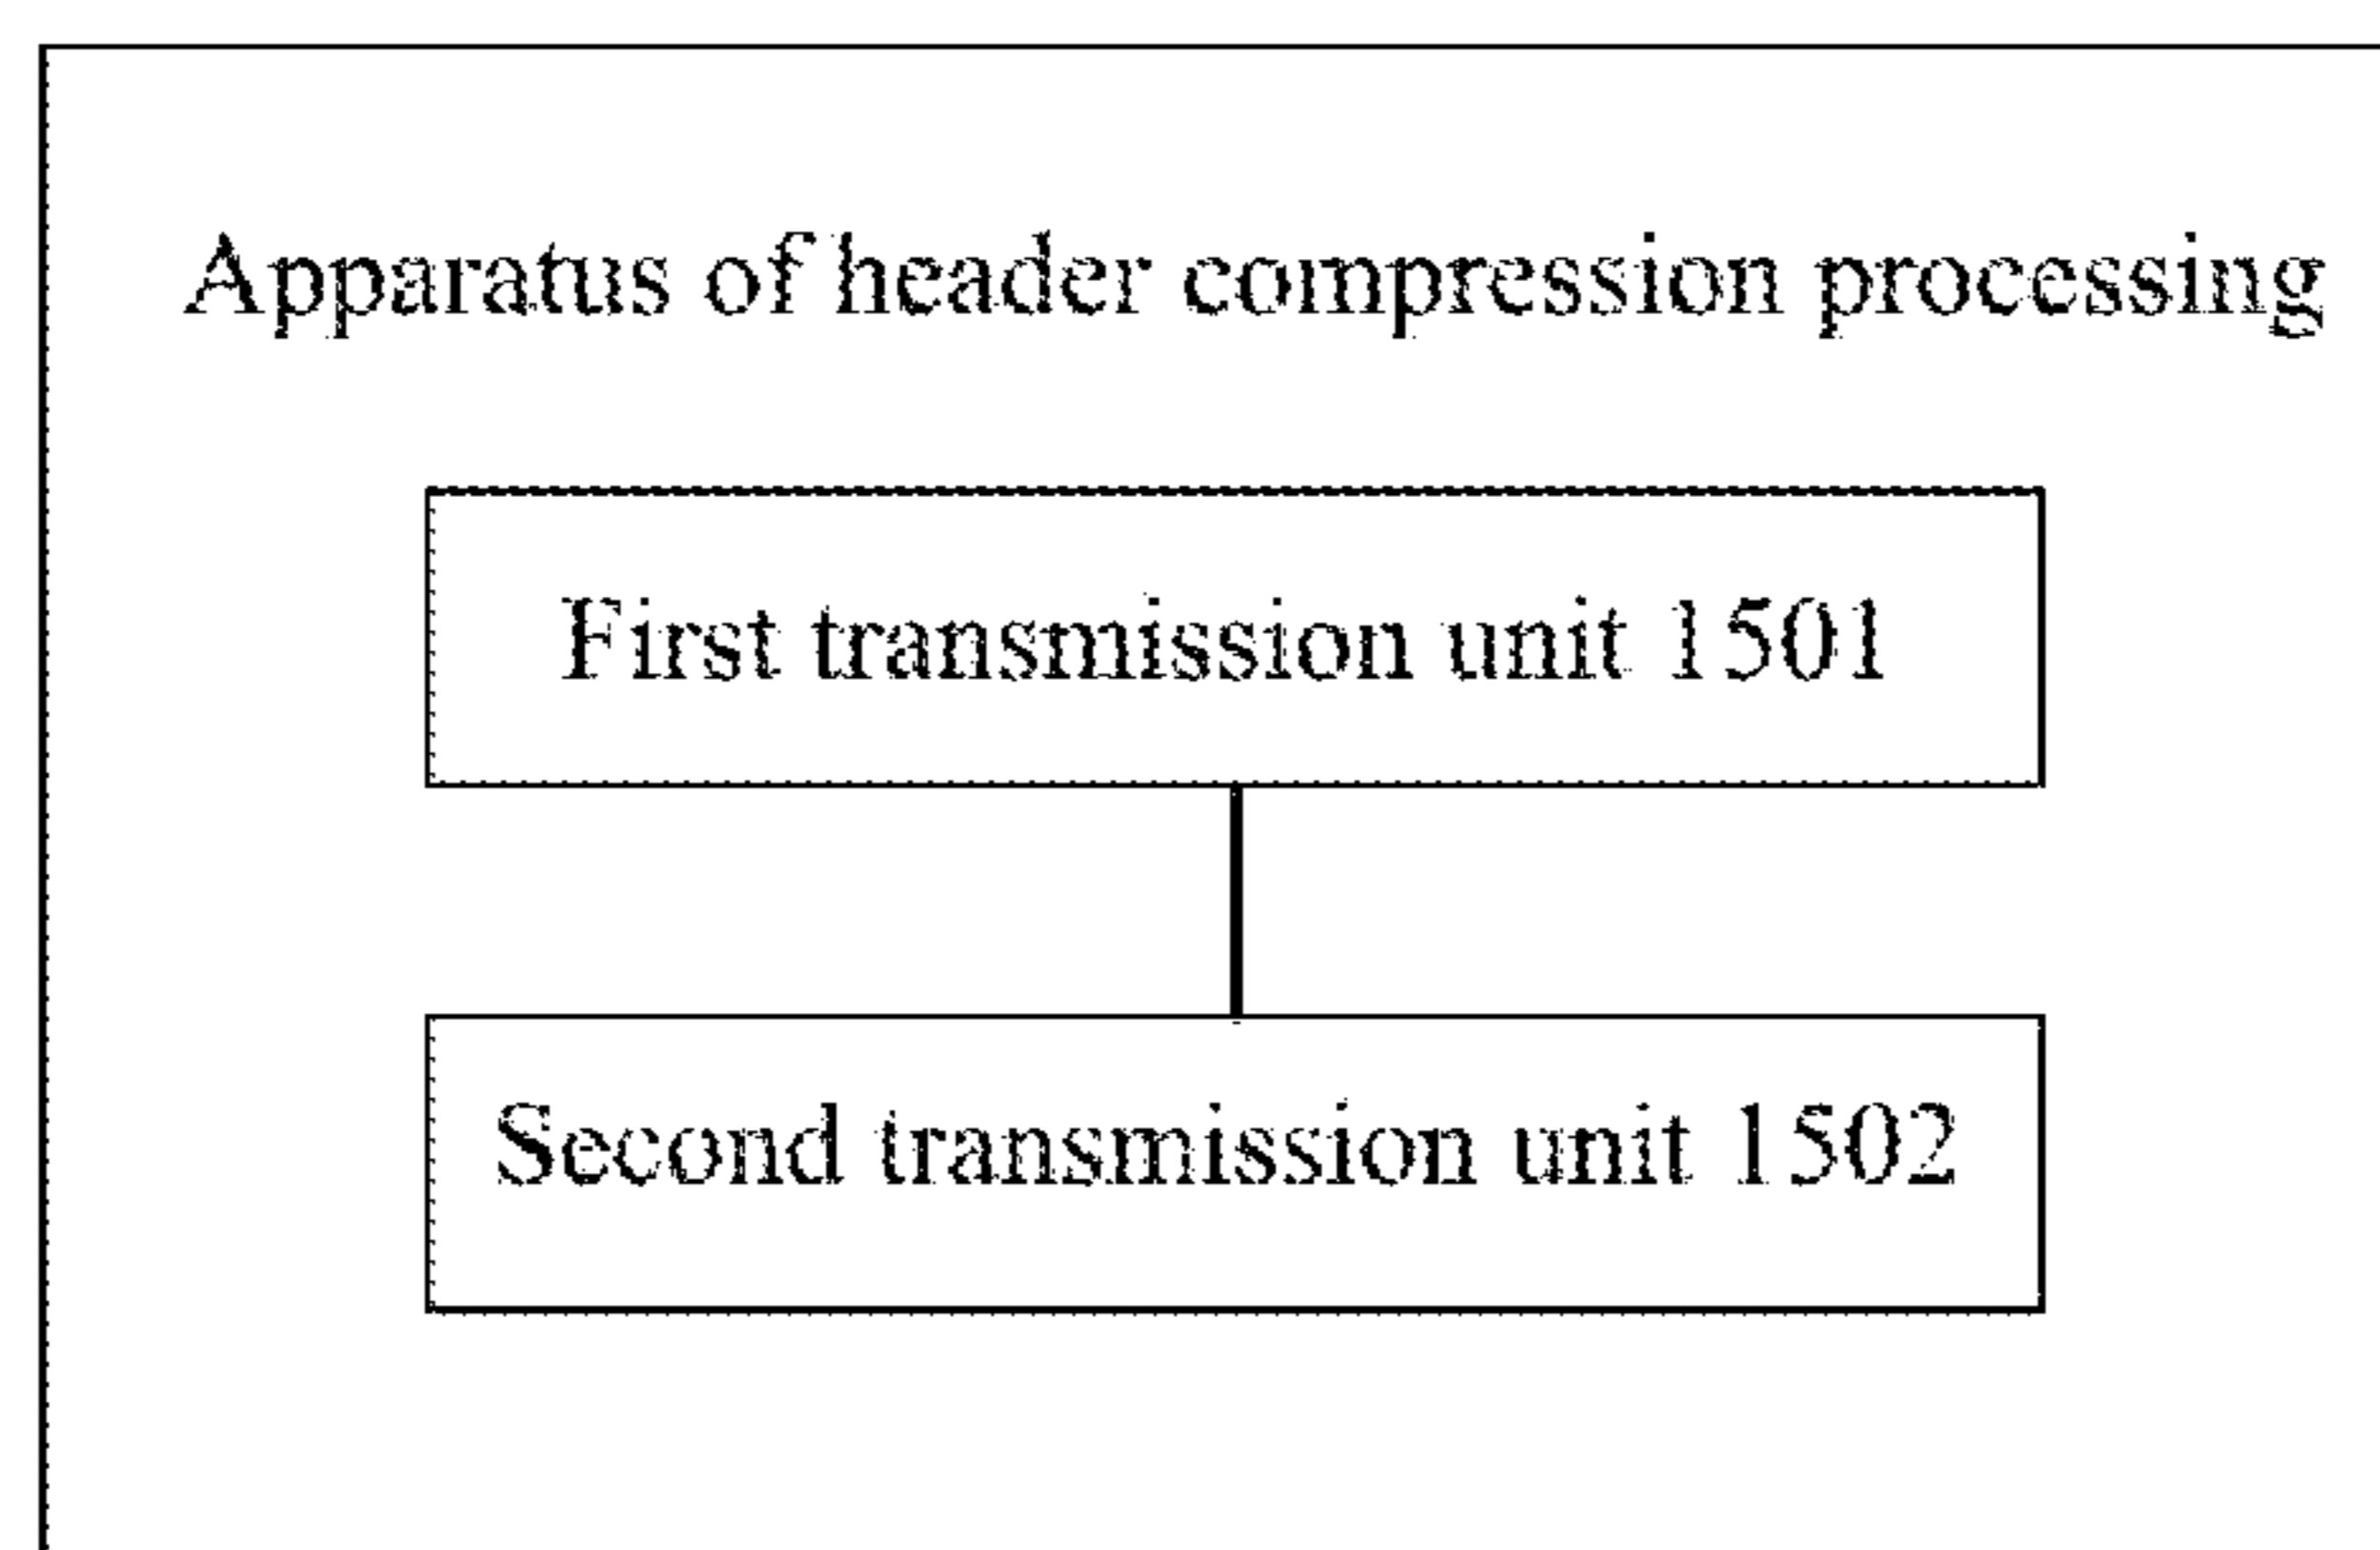 Apparatus of header compression processing
First transmission unit 1501
Second transmission unit 1502